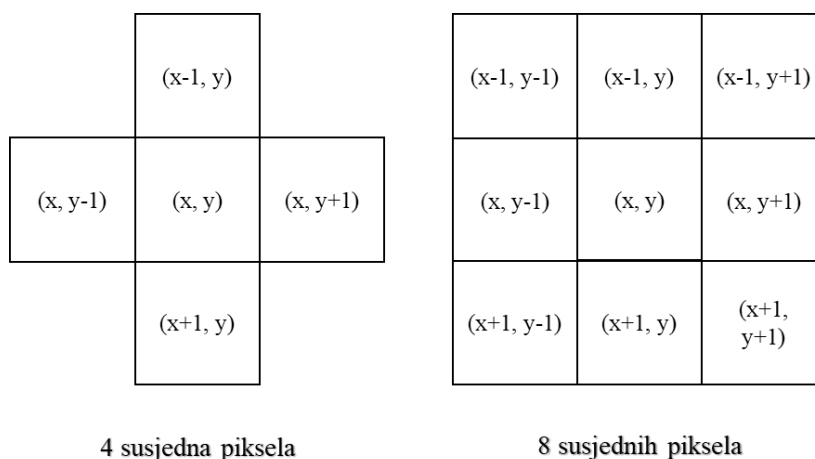 (x-1, y)
(x, y-1) (x, y) (x, y+1)
(x+1, y)
4 susjedna piksela
(x-1, y-1) (x-1, y) (x-1, y+1)
(x, y-1) (x, y) (x, y+1)
(x+1, y-1) (x+1, y) (x+1,
y+1)
8 susjednih piksela